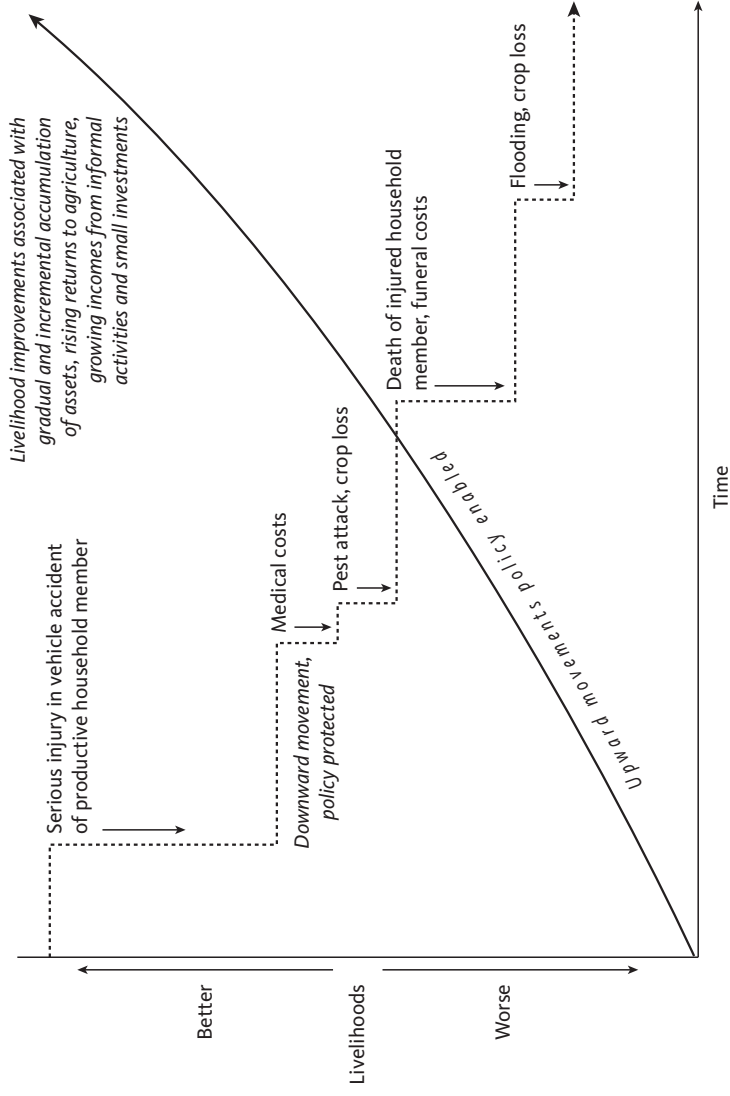 Livelihood improvements associated with
gradual and incremental accumulation
of assets, rising returns to agriculture,
growing incomes from informal
activities and small investments
Serious injury in vehicle accident
of productive household member
Better
Medical costs
Downward movement,
policy protected
Pest attack, crop loss
Livelihoods
Death of injured household
member, funeral costs
Worse
Upward movements policy enabled
Flooding, crop loss
Time